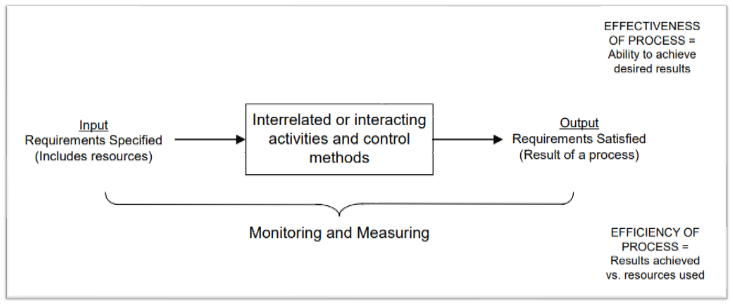 EFFECTIVENESS
OF PROCESS =
Ability to achieve
desired results
Input
Requirements Specified
(Includes resources)
Interrelated or interacting
activities and control
methods
Output
Requirements Satisfied
(Result of a process)
Monitoring and Measuring
EFFICIENCY OF
PROCESS =
Results achieved
vs. resources used